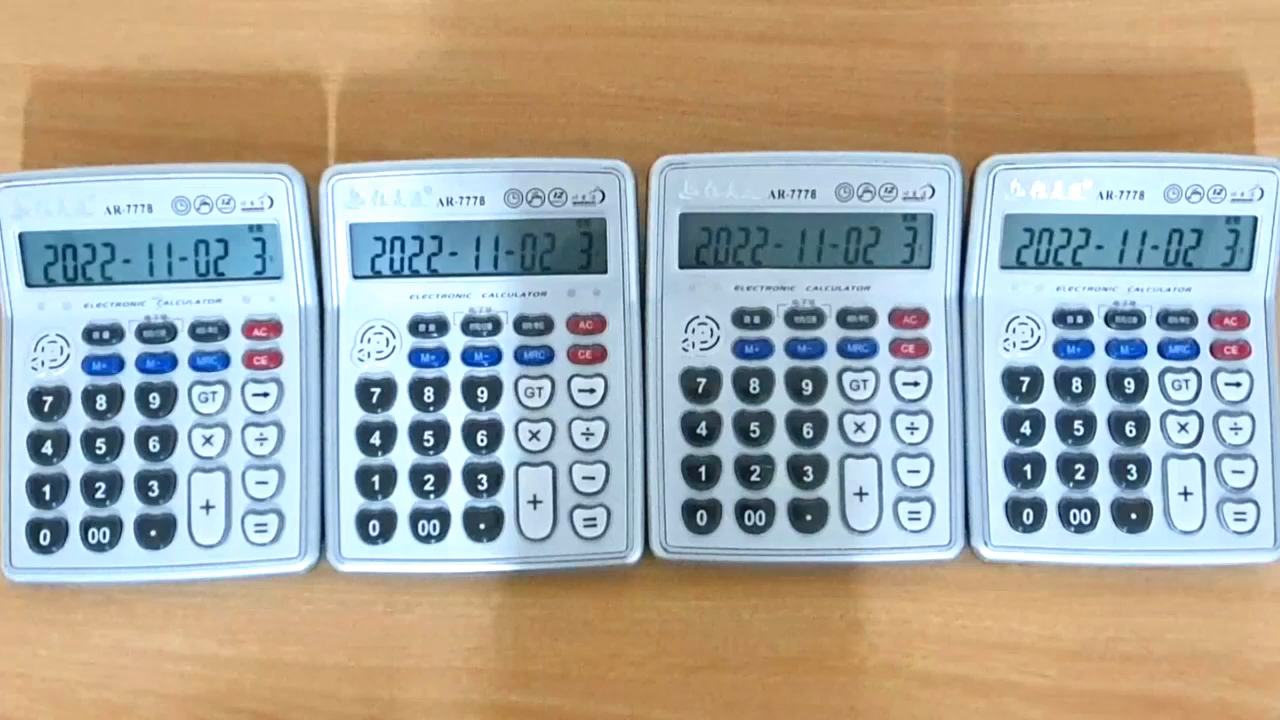 AR-7778
2022-11-02 3
ELECTRONIC CALCULATOR
AC
M+ M- MRC CE
7 8 9 GT →
4 5 6 × ÷
1 2 3 + −
0 00 · =
AR-7778
2022-11-02 3
ELECTRONIC CALCULATOR
AC
M+ M- MRC CE
7 8 9 GT →
4 5 6 × ÷
1 2 3 + −
0 00 · =
AR-7778
2022-11-02 3
ELECTRONIC CALCULATOR
AC
M+ M- MRC CE
7 8 9 GT →
4 5 6 × ÷
1 2 3 + −
0 00 · =
AR-7778
2022-11-02 3
ELECTRONIC CALCULATOR
AC
M+ M- MRC CE
7 8 9 GT →
4 5 6 × ÷
1 2 3 + −
0 00 · =